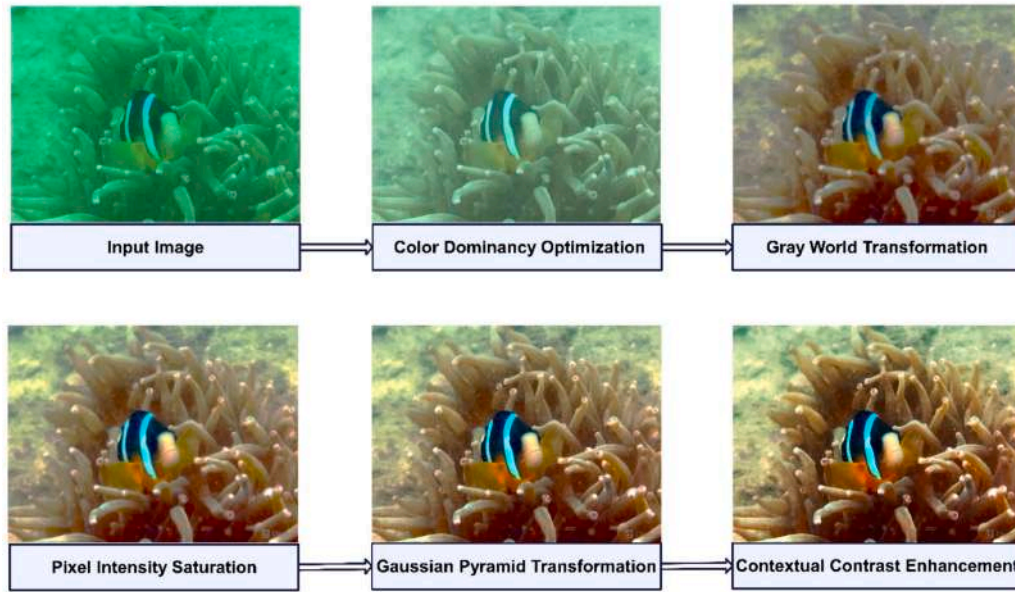 Input Image
Color Dominancy Optimization
Gray World Transformation
Pixel Intensity Saturation
Gaussian Pyramid Transformation
Contextual Contrast Enhancement